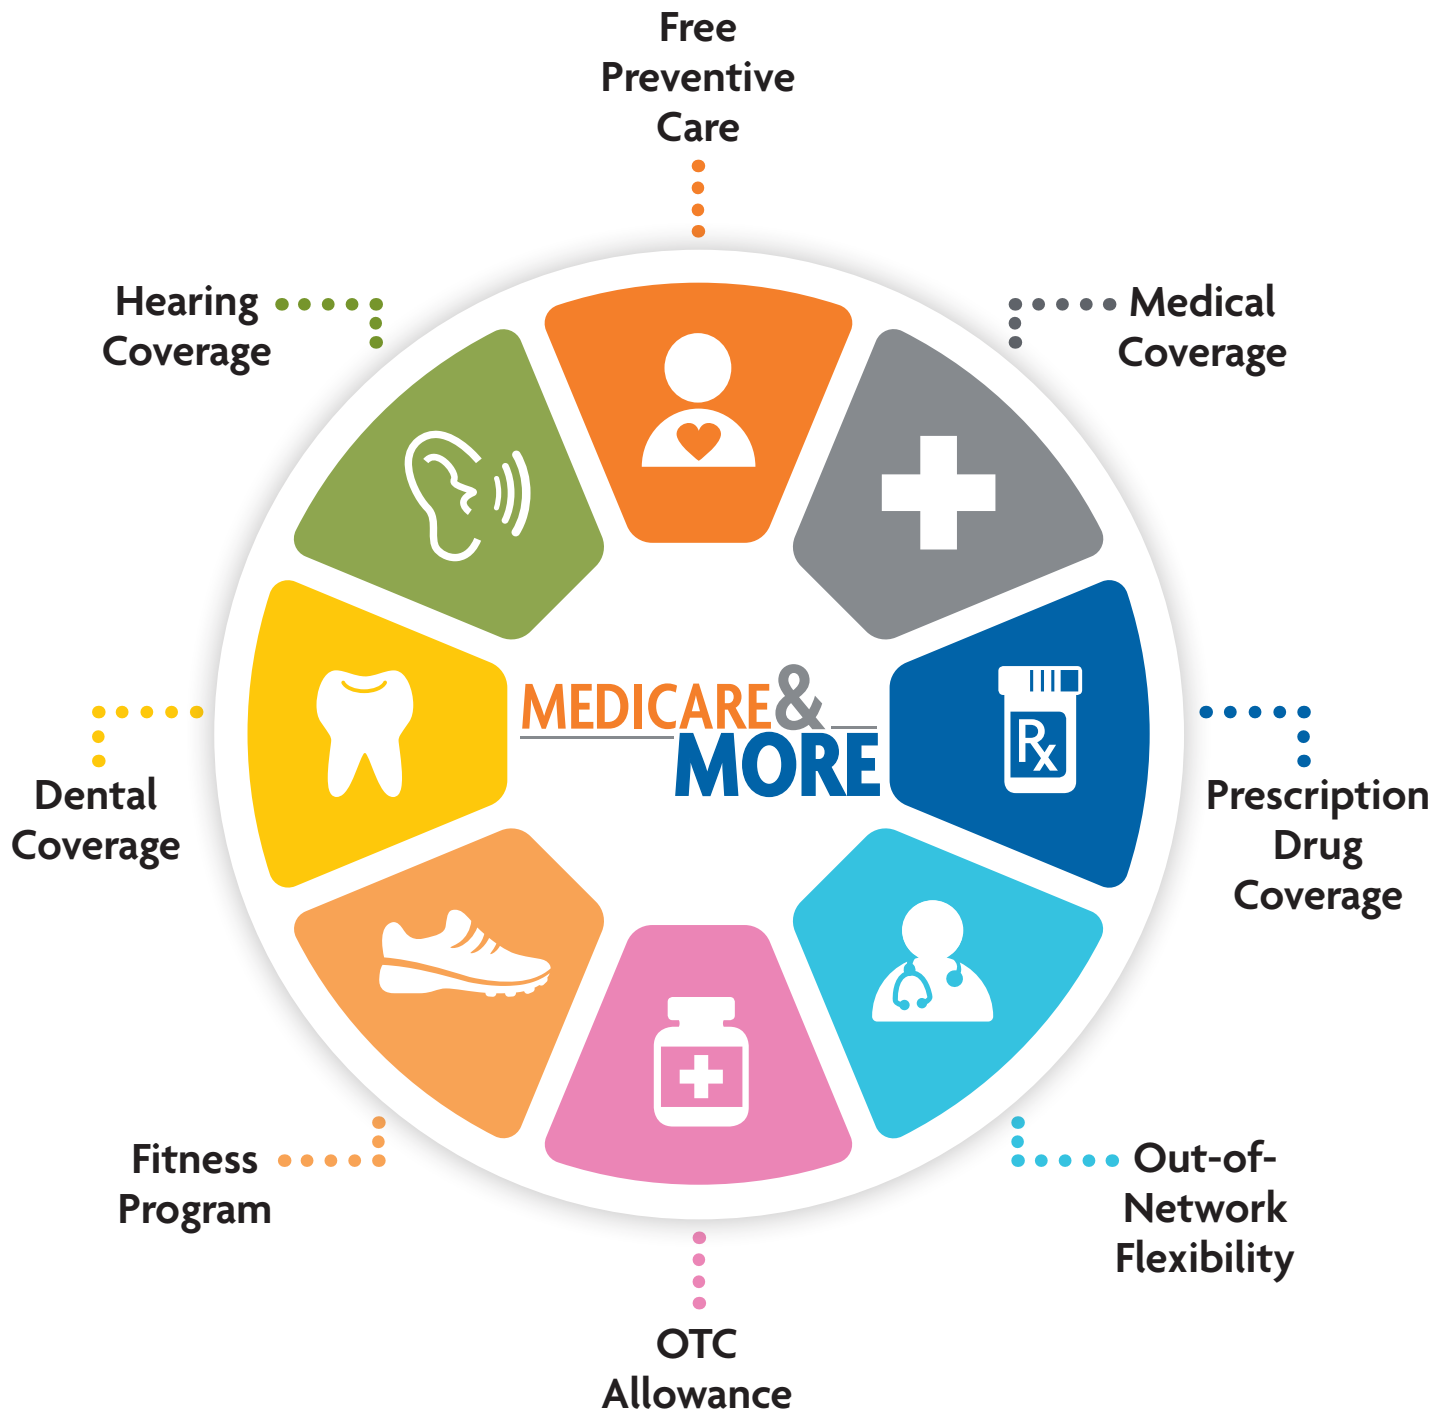 Free
Preventive
Care
Hearing
Coverage
Medical
Coverage
MEDICARE&
MORE
Rx
Dental
Coverage
Prescription
Drug
Coverage
Fitness
Program
Out-of-
Network
Flexibility
OTC
Allowance